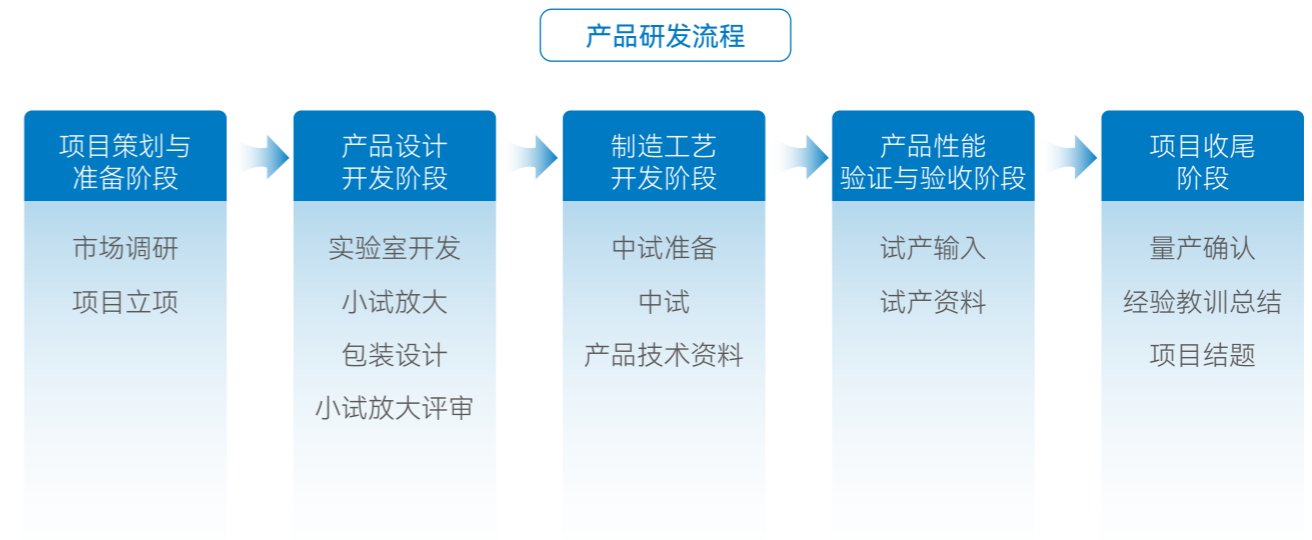 产品研发流程
项目策划与
准备阶段
市场调研
项目立项
产品设计
开发阶段
实验室开发
小试放大
包装设计
小试放大评审
制造工艺
开发阶段
中试准备
中试
产品技术资料
产品性能
验证与验收阶段
试产输入
试产资料
项目收尾
阶段
量产确认
经验教训总结
项目结题